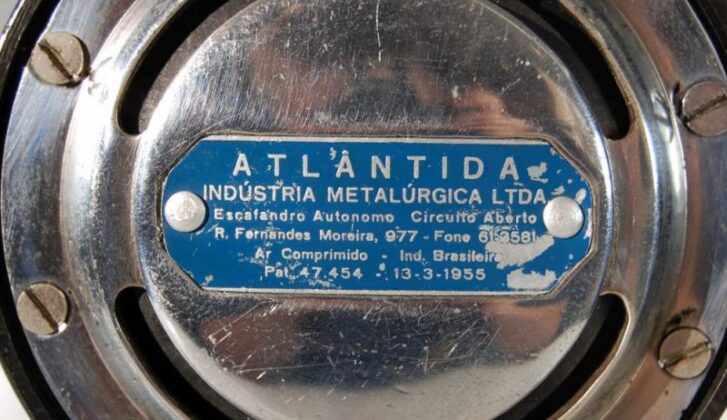 ATLÂNTIDA
INDÚSTRIA METALÚRGICA LTDA
Escafandro Autonomo Circuito Aberto
R. Fernandes Moreira, 977 - Fone 61-9581
Ar Comprimido - Ind. Brasileira
Pat. 47.454 - 13-3-1955